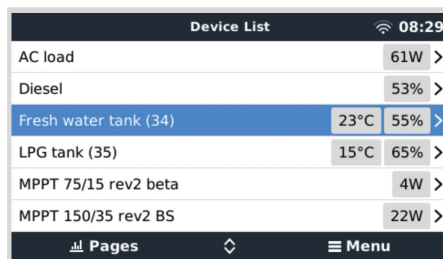 Device List 08:29
AC load 61W
Diesel 53%
Fresh water tank (34) 23°C 55%
LPG tank (35) 15°C 65%
MPPT 75/15 rev2 beta 4W
MPPT 150/35 rev2 BS 22W
Pages Menu